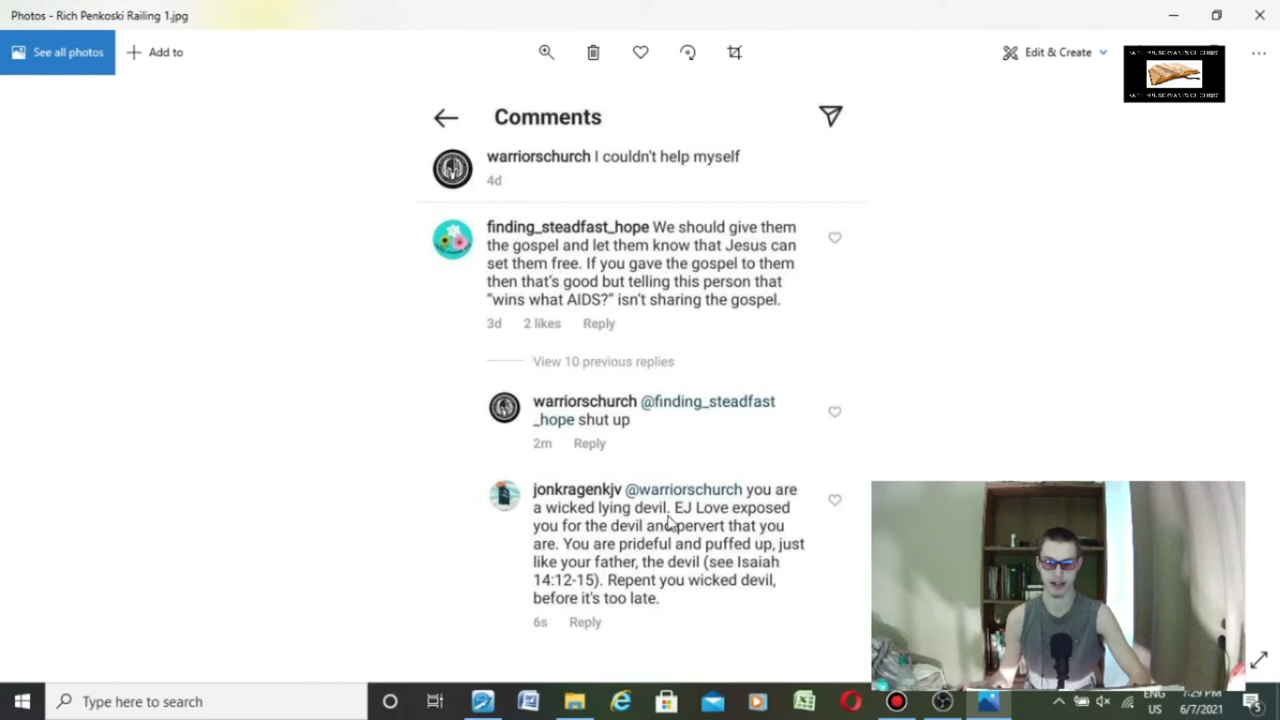 Photos - Rich Penkoski Railing 1.jpg
See all photos
Add to
Edit & Create
Comments
warriorschurch I couldn't help myself
4d
finding_steadfast_hope We should give them
the gospel and let them know that Jesus can
set them free. If you gave the gospel to them
then that's good but telling this person that
"wins what AIDS?" isn't sharing the gospel.
3d 2 likes Reply
View 10 previous replies
warriorschurch @finding_steadfast
_hope shut up
2m Reply
jonkragenkjv @warriorschurch you are
a wicked lying devil. EJ Love exposed
you for the devil and pervert that you
are. You are prideful and puffed up, just
like your father, the devil (see Isaiah
14:12-15). Repent you wicked devil,
before it's too late.
6s Reply
Type here to search
ENG
US
7:29 PM
6/7/2021
5